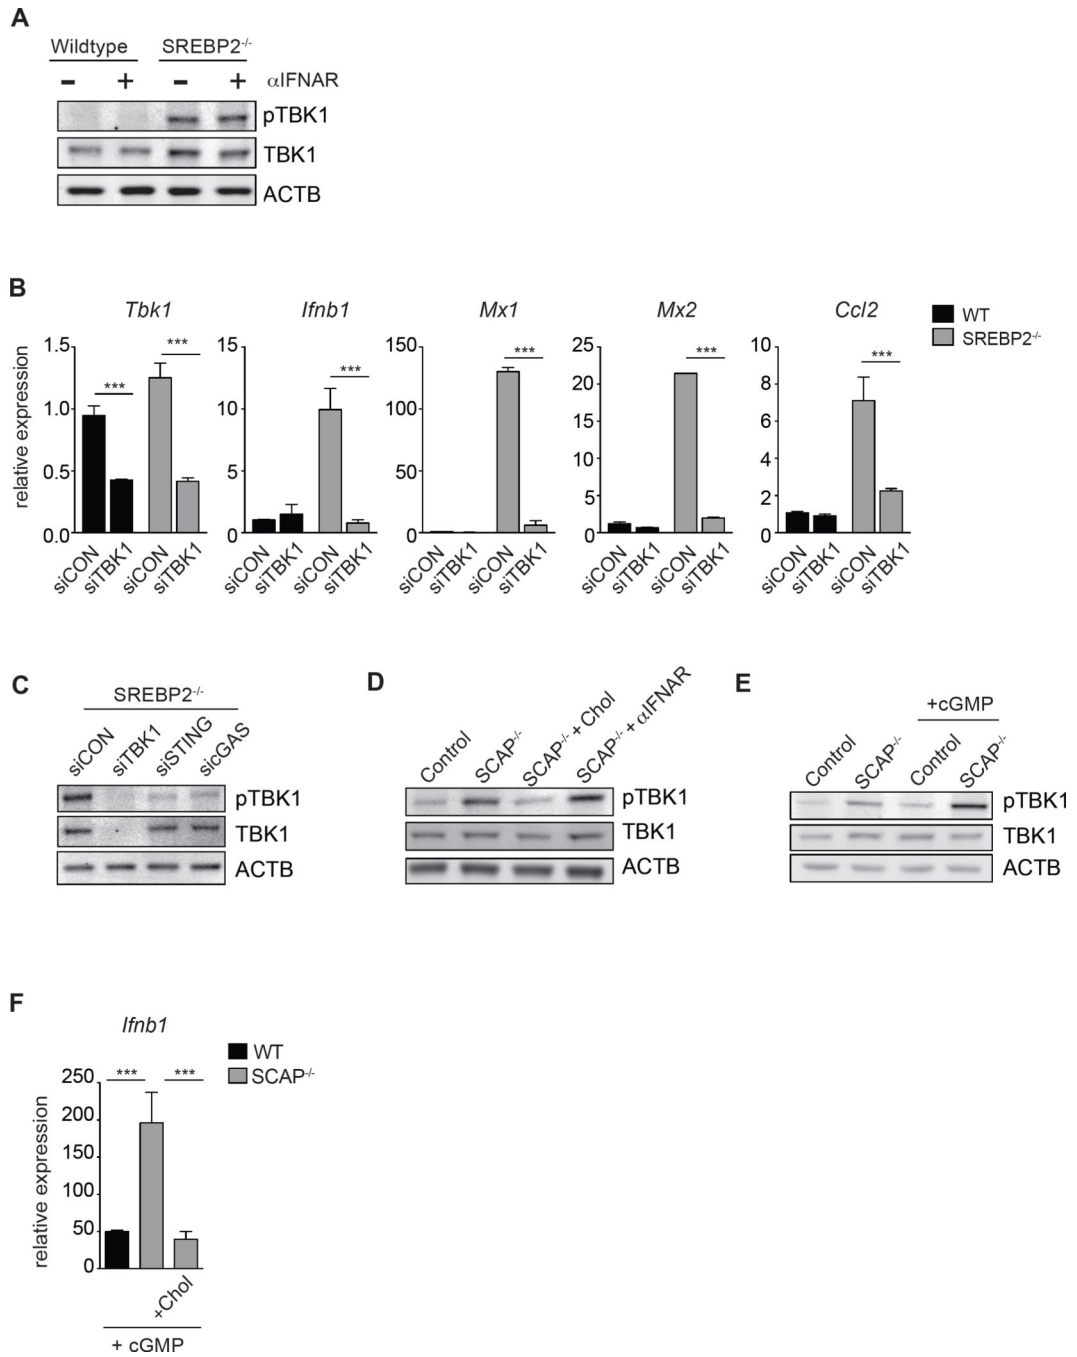 A
Wildtype SREBP2-/-
- + - + αIFNAR
pTBK1
TBK1
ACTB
B
Tbk1 Ifnb1 Mx1 Mx2 Ccl2
WT
SREBP2-/-
relative expression
1.5
1.0
0.5
0.0
15
10
5
0
150
100
50
0
25
20
15
10
5
0
10
8
6
4
2
0
*** ***
***
***
***
***
siCON siTBK1 siCON siTBK1
siCON siTBK1 siCON siTBK1
siCON siTBK1 siCON siTBK1
siCON siTBK1 siCON siTBK1
siCON siTBK1 siCON siTBK1
C
SREBP2-/-
siCON siTBK1 siSTING sicGAS
pTBK1
TBK1
ACTB
D
Control SCAP-/- SCAP-/- + Chol SCAP-/- + αIFNAR
pTBK1
TBK1
ACTB
E
+cGMP
Control SCAP-/- Control SCAP-/-
pTBK1
TBK1
ACTB
F
Ifnb1
WT
SCAP-/-
*** ***
relative expression
250
200
150
100
50
0
+Chol
+ cGMP